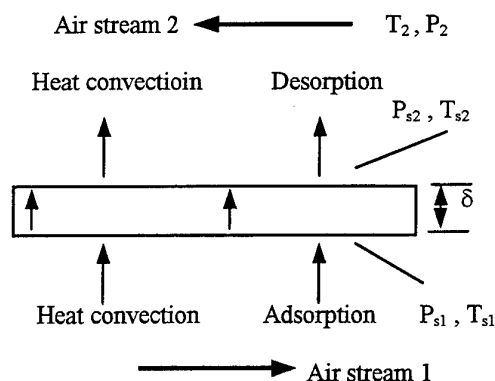 Air stream 2 T₂ , P₂
Heat convectioin Desorption
Pₛ₂ , Tₛ₂
δ
Heat convection Adsorption Pₛ₁ , Tₛ₁
Air stream 1